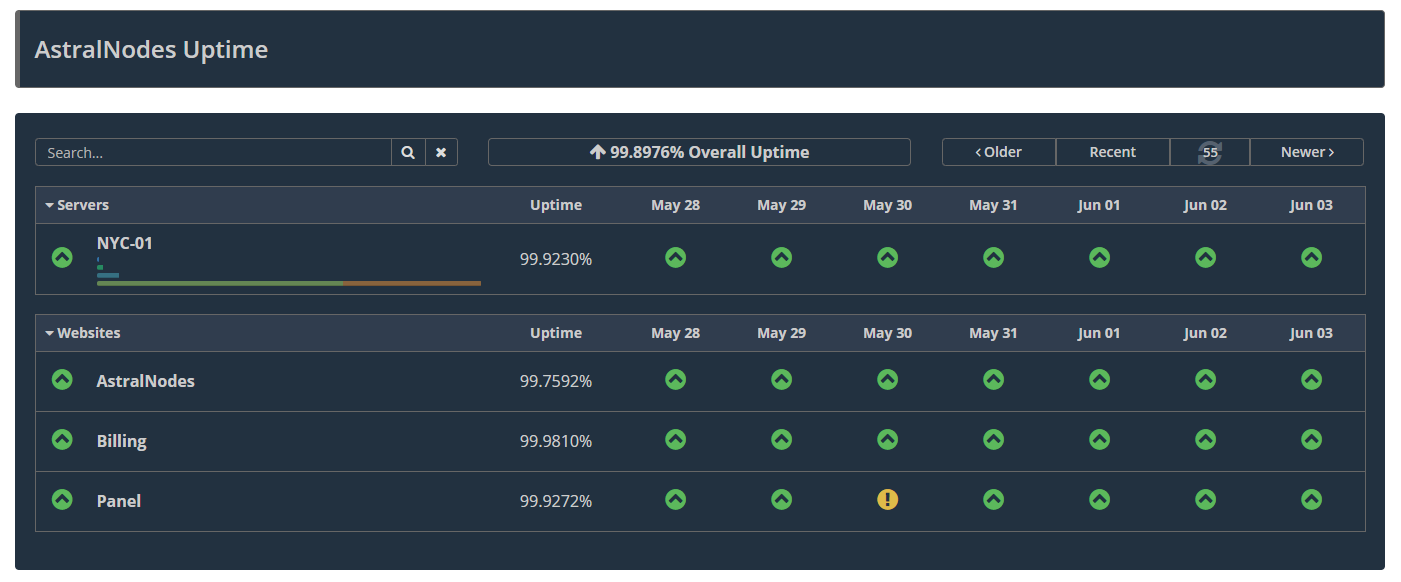 AstralNodes Uptime
Search...
99.8976% Overall Uptime
Older Recent 55 Newer
Servers Uptime May 28 May 29 May 30 May 31 Jun 01 Jun 02 Jun 03
NYC-01
99.9230%
Websites Uptime May 28 May 29 May 30 May 31 Jun 01 Jun 02 Jun 03
AstralNodes 99.7592%
Billing 99.9810%
Panel 99.9272%